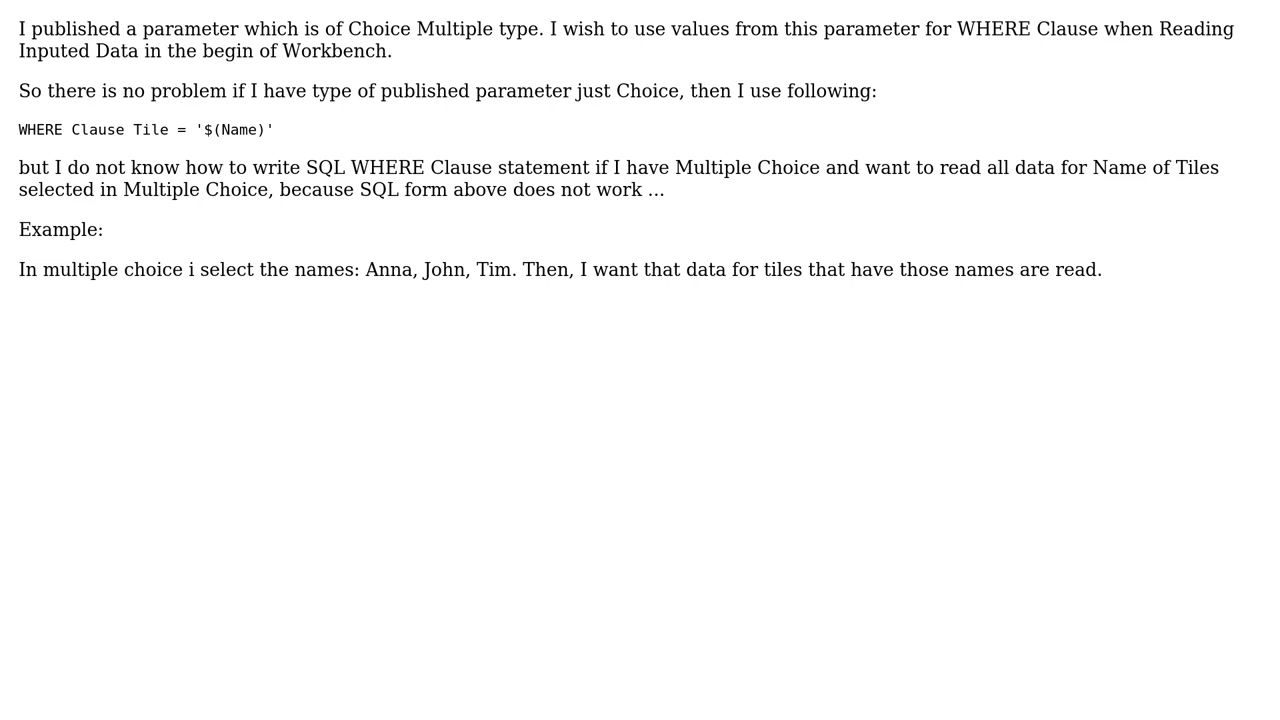 I published a parameter which is of Choice Multiple type. I wish to use values from this parameter for WHERE Clause when Reading
Inputed Data in the begin of Workbench.
So there is no problem if I have type of published parameter just Choice, then I use following:
WHERE Clause Tile = '$(Name)'
but I do not know how to write SQL WHERE Clause statement if I have Multiple Choice and want to read all data for Name of Tiles
selected in Multiple Choice, because SQL form above does not work ...
Example:
In multiple choice i select the names: Anna, John, Tim. Then, I want that data for tiles that have those names are read.